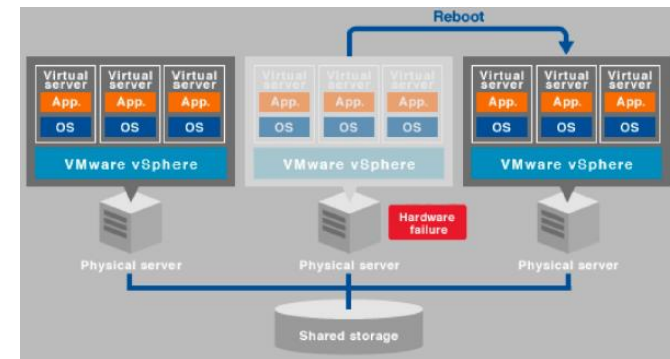 Reboot
Virtual server
App.
OS
Virtual server
App.
OS
Virtual server
App.
OS
VMware vSphere
Virtual server
App.
OS
Virtual server
App.
OS
Virtual server
App.
OS
VMware vSphere
Virtual server
App.
OS
Virtual server
App.
OS
Virtual server
App.
OS
VMware vSphere
Hardware
failure
Physical server
Physical server
Physical server
Shared storage